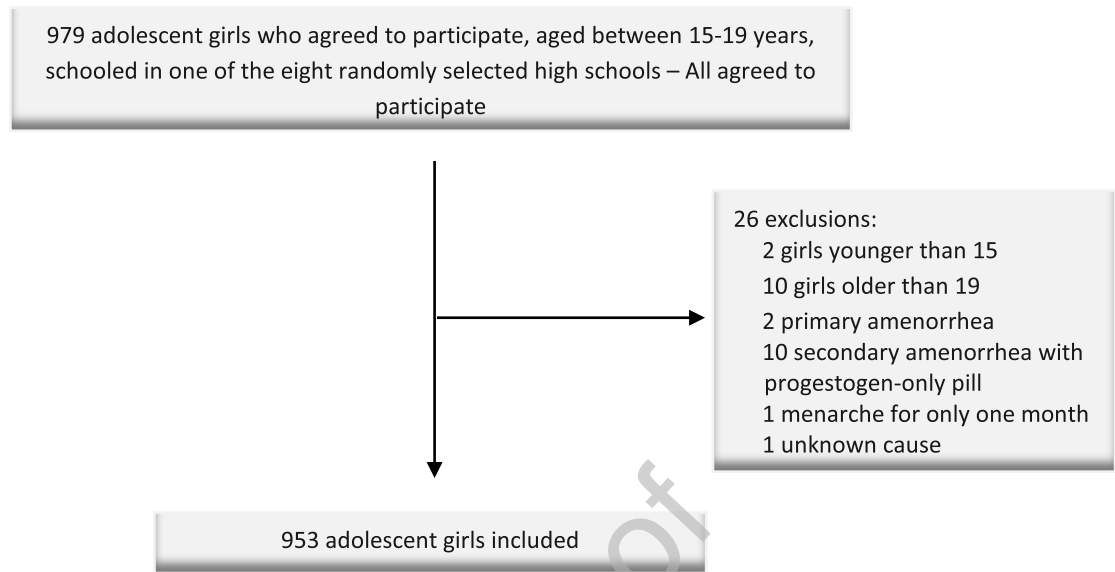 979 adolescent girls who agreed to participate, aged between 15-19 years,
schooled in one of the eight randomly selected high schools – All agreed to
participate
26 exclusions:
2 girls younger than 15
10 girls older than 19
2 primary amenorrhea
10 secondary amenorrhea with
progestogen-only pill
1 menarche for only one month
1 unknown cause
953 adolescent girls included
of